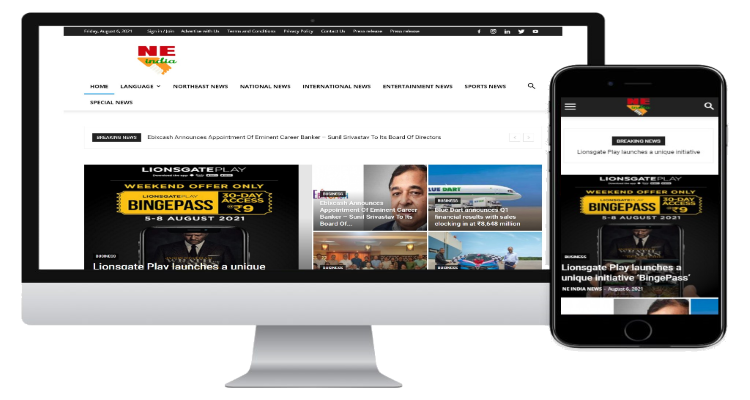 Friday, August 6, 2021 Sign in / Join Advertise with Us Terms and Conditions Privacy Policy Contact Us Press release Press release
NE
india
HOME LANGUAGE NORTHEAST NEWS NATIONAL NEWS INTERNATIONAL NEWS ENTERTAINMENT NEWS SPORTS NEWS
SPECIAL NEWS
BREAKING NEWS Ebixcash Announces Appointment Of Eminent Career Banker – Sunil Srivastav To Its Board Of Directors
LIONSGATE PLAY
WEEKEND OFFER ONLY
LIONSGATE PLAY
BINGEPASS
30-DAY
ACCESS
₹9
5-8 AUGUST 2021
BUSINESS
Lionsgate Play launches a unique
BUSINESS
Ebixcash Announces
Appointment Of Eminent Career
Banker – Sunil Srivastav To Its
Board Of...
BLUE DART
BUSINESS
Blue Dart announces Q1
financial results with sales
clocking in at ₹8,648 million
BUSINESS
BUSINESS
NE
india
BREAKING NEWS
Lionsgate Play launches a unique initiative
LIONSGATE PLAY
WEEKEND OFFER ONLY
LIONSGATE PLAY
BINGEPASS
30-DAY
ACCESS
₹9
5-8 AUGUST 2021
BUSINESS
Lionsgate Play launches a
unique initiative 'BingePass'
NE INDIA NEWS - August 6, 2021